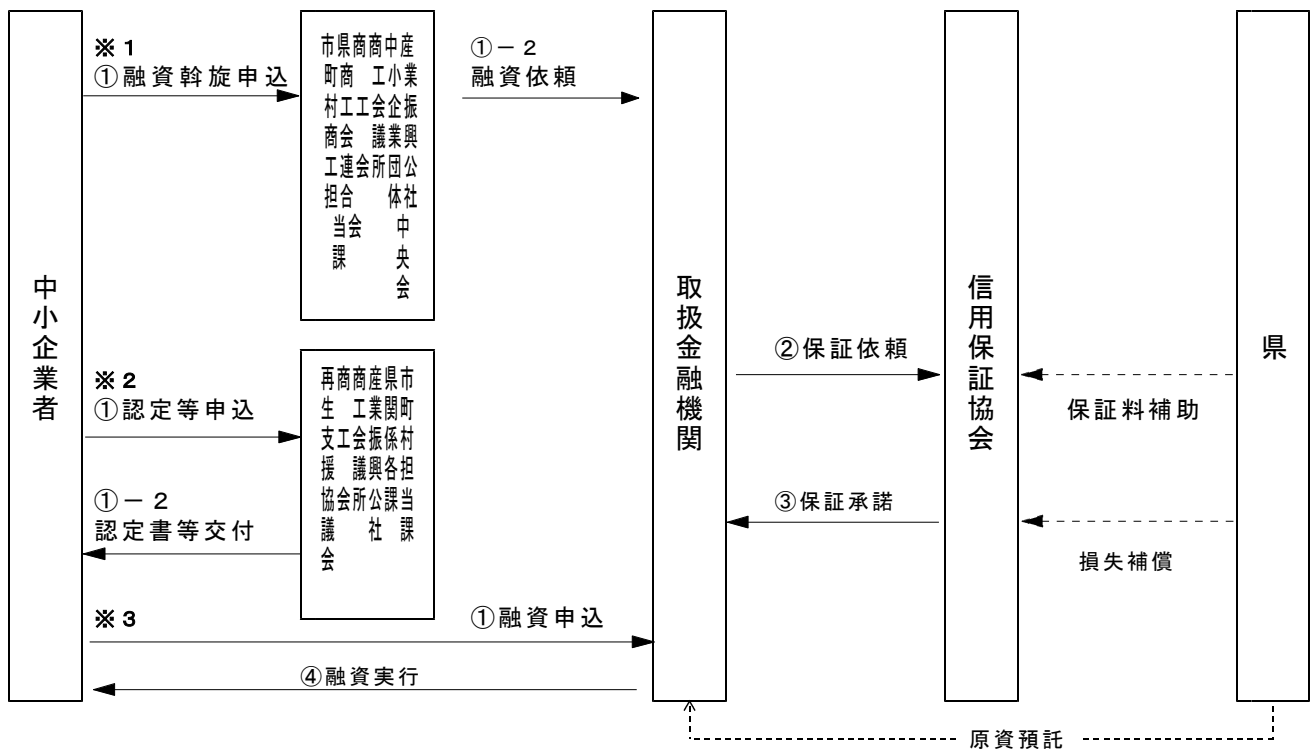 中小企業者
※1
①融資斡旋申込
産業振興公社
中小企業団体中央会
商工会議所
商工会
県商工会連合会
市町村商工担当課
①－2
融資依頼
※2
①認定等申込
①－2
認定書等交付
市町村担当課
県関係各課
産業振興公社
商工会議所
商工会
再生支援協議会
※3
①融資申込
④融資実行
取扱金融機関
②保証依頼
③保証承諾
信用保証協会
保証料補助
損失補償
県
原資預託